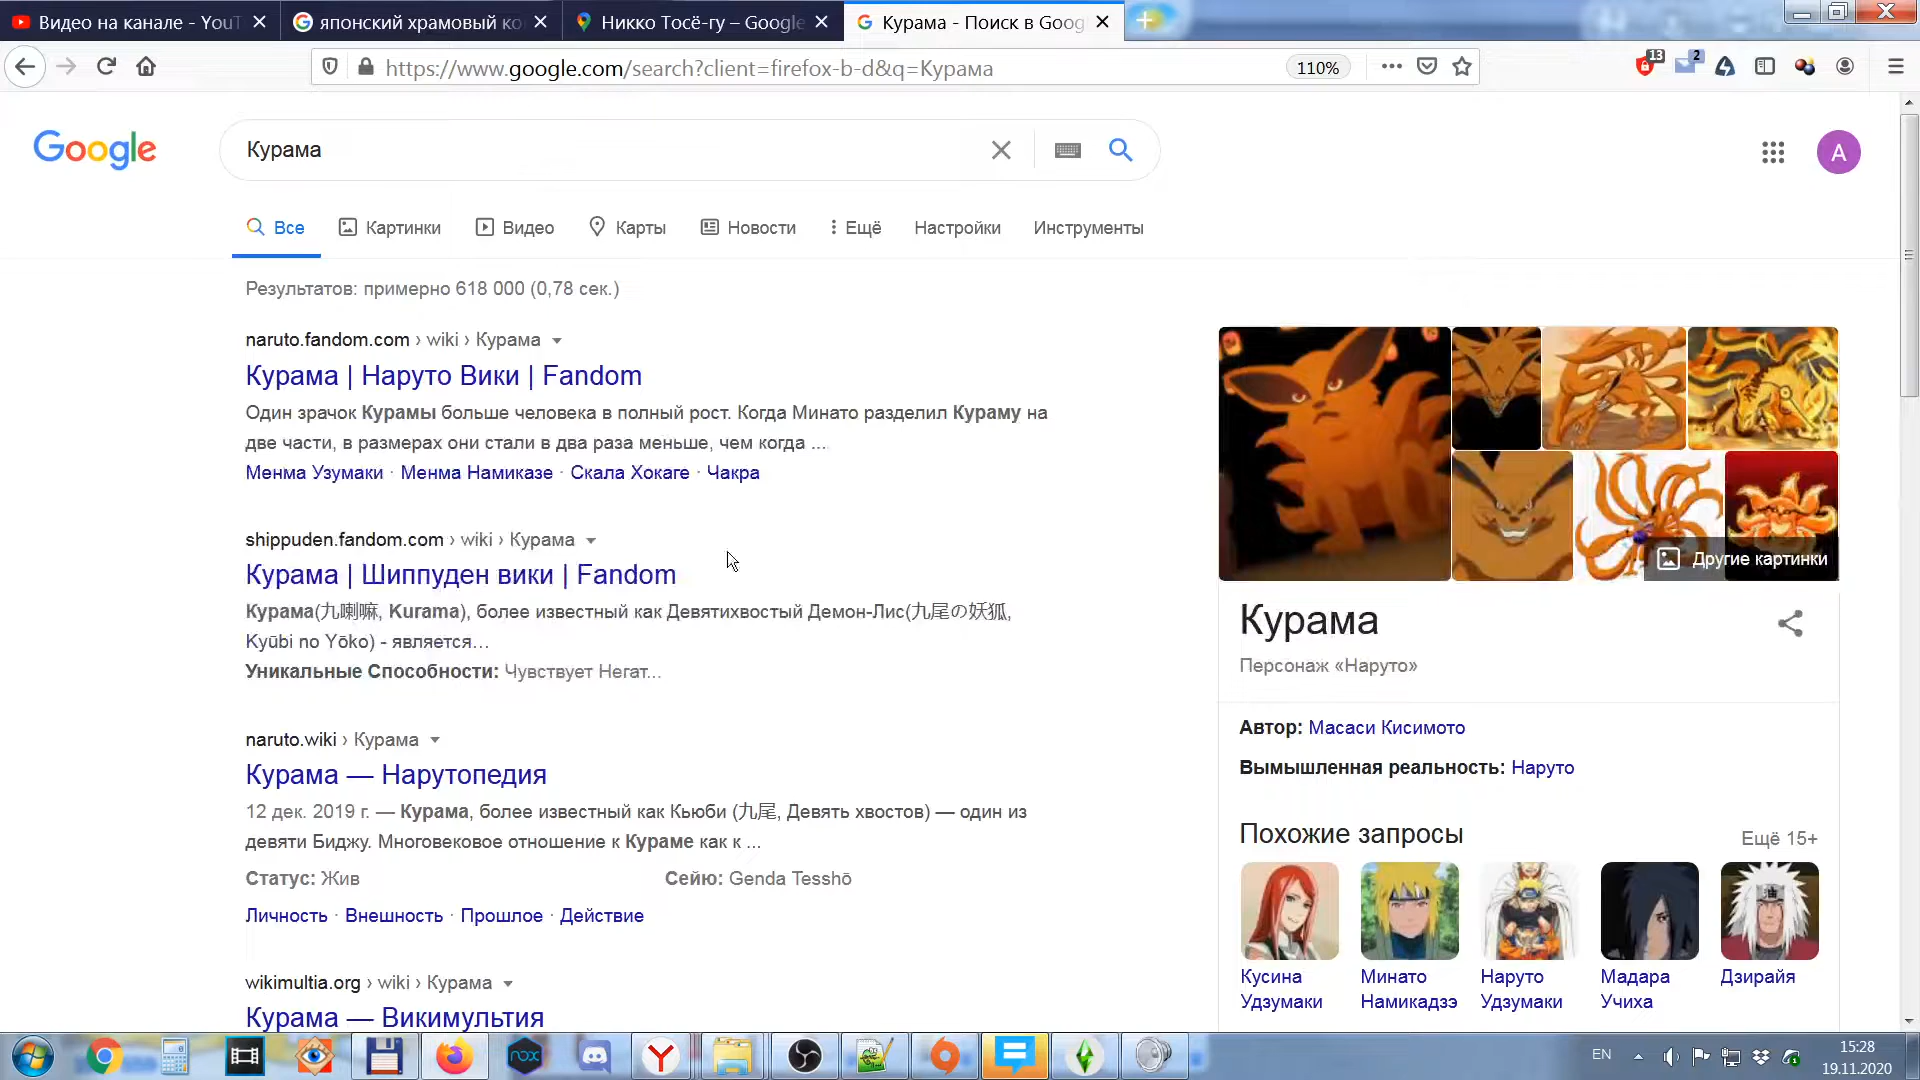 Видео на канале - YouT
японский храмовый ко
Никко Тосё-гу – Google
Курама - Поиск в Goog
https://www.google.com/search?client=firefox-b-d&q=Курама
110%
13
2
Google
Курама
A
Все
Картинки
Видео
Карты
Новости
Ещё
Настройки
Инструменты
Результатов: примерно 618 000 (0,78 сек.)
naruto.fandom.com › wiki › Курама
Курама | Наруто Вики | Fandom
Один зрачок Курамы больше человека в полный рост. Когда Минато разделил Кураму на
две части, в размерах они стали в два раза меньше, чем когда ...
Менма Узумаки · Менма Намиказе · Скала Хокаге · Чакра
shippuden.fandom.com › wiki › Курама
Курама | Шиппуден вики | Fandom
Курама(九喇嘛, Kurama), более известный как Девятихвостый Демон-Лис(九尾の妖狐,
Kyūbi no Yōko) - является…
Уникальные Способности: Чувствует Негат...
naruto.wiki › Курама
Курама — Нарутопедия
12 дек. 2019 г. — Курама, более известный как Кьюби (九尾, Девять хвостов) — один из
девяти Биджу. Многовековое отношение к Кураме как к ...
Статус: Жив
Сейю: Genda Tesshō
Личность · Внешность · Прошлое · Действие
wikimultia.org › wiki › Курама
Курама — Викимультия
Другие картинки
Курама
Персонаж «Наруто»
Автор: Масаси Кисимото
Вымышленная реальность: Наруто
Похожие запросы
Ещё 15+
Кусина
Удзумаки
Минато
Намикадзэ
Наруто
Удзумаки
Мадара
Учиха
Дзирайя
nox
EN
15:28
19.11.2020